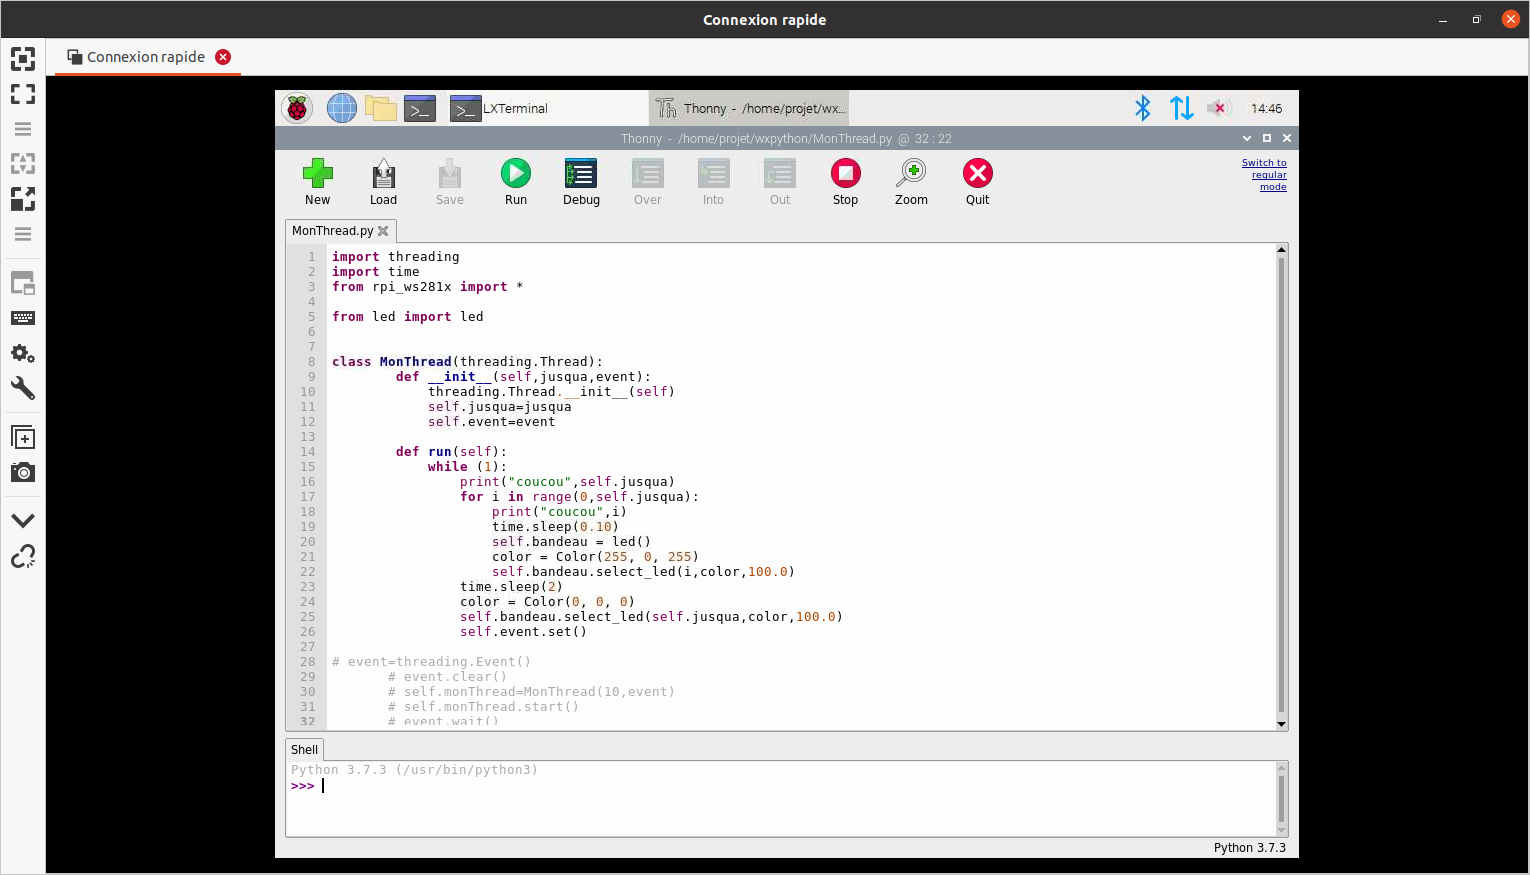 Connexion rapide
Connexion rapide
LXTerminal
Thonny - /home/projet/wx...
14:46
Thonny - /home/projet/wxpython/MonThread.py @ 32 : 22
New Load Save Run Debug Over Into Out Stop Zoom Quit
Switch to
regular
mode
MonThread.py
1 import threading
2 import time
3 from rpi_ws281x import *
4
5 from led import led
6
7
8 class MonThread(threading.Thread):
9         def __init__(self,jusqua,event):
10             threading.Thread.__init__(self)
11             self.jusqua=jusqua
12             self.event=event
13
14         def run(self):
15             while (1):
16                 print("coucou",self.jusqua)
17                 for i in range(0,self.jusqua):
18                     print("coucou",i)
19                     time.sleep(0.10)
20                     self.bandeau = led()
21                     color = Color(255, 0, 255)
22                     self.bandeau.select_led(i,color,100.0)
23                 time.sleep(2)
24                 color = Color(0, 0, 0)
25                 self.bandeau.select_led(self.jusqua,color,100.0)
26                 self.event.set()
27
28 # event=threading.Event()
29        # event.clear()
30        # self.monThread=MonThread(10,event)
31        # self.monThread.start()
32        # event.wait()
Shell
Python 3.7.3 (/usr/bin/python3)
>>>
Python 3.7.3